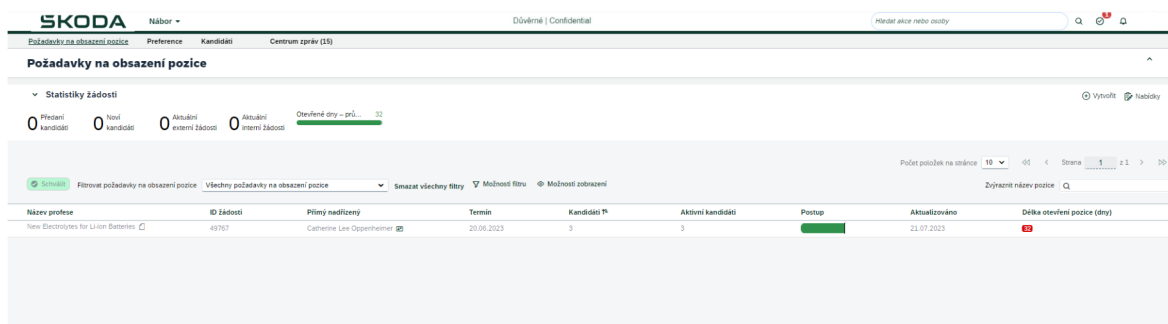 ŠKODA Nábor Důvěrné | Confidential Hledat akce nebo osoby 1
Požadavky na obsazení pozice Preference Kandidáti Centrum zpráv (15)
Požadavky na obsazení pozice
Statistiky žádosti Vytvořit Nabídky
0 Předaní kandidáti 0 Noví kandidáti 0 Aktuální externí žádosti 0 Aktuální interní žádosti Otevřené dny – prů... 32
Počet položek na stránce 10 Strana 1 z 1
Schválit Filtrovat požadavky na obsazení pozice Všechny požadavky na obsazení pozice Smazat všechny filtry Možnosti filtru Možnosti zobrazení Zvýraznit název pozice
Název profese ID žádosti Přímý nadřízený Termín Kandidáti Aktivní kandidáti Postup Aktualizováno Délka otevření pozice (dny)
New Electrolytes for Li-ion Batteries 49767 Catherine Lee Oppenheimer 20.06.2023 3 3 21.07.2023 32